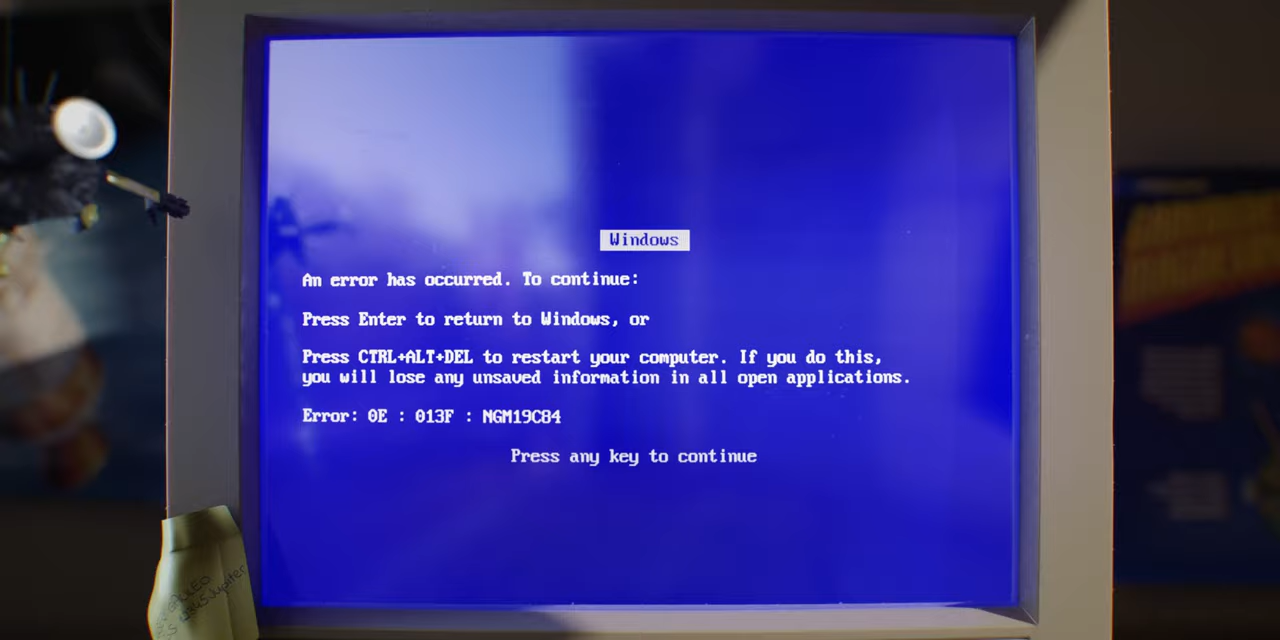 Windows
An error has occurred. To continue:
Press Enter to return to Windows, or
Press CTRL+ALT+DEL to restart your computer. If you do this,
you will lose any unsaved information in all open applications.
Error: 0E : 013F : NGM19C84
Press any key to continue